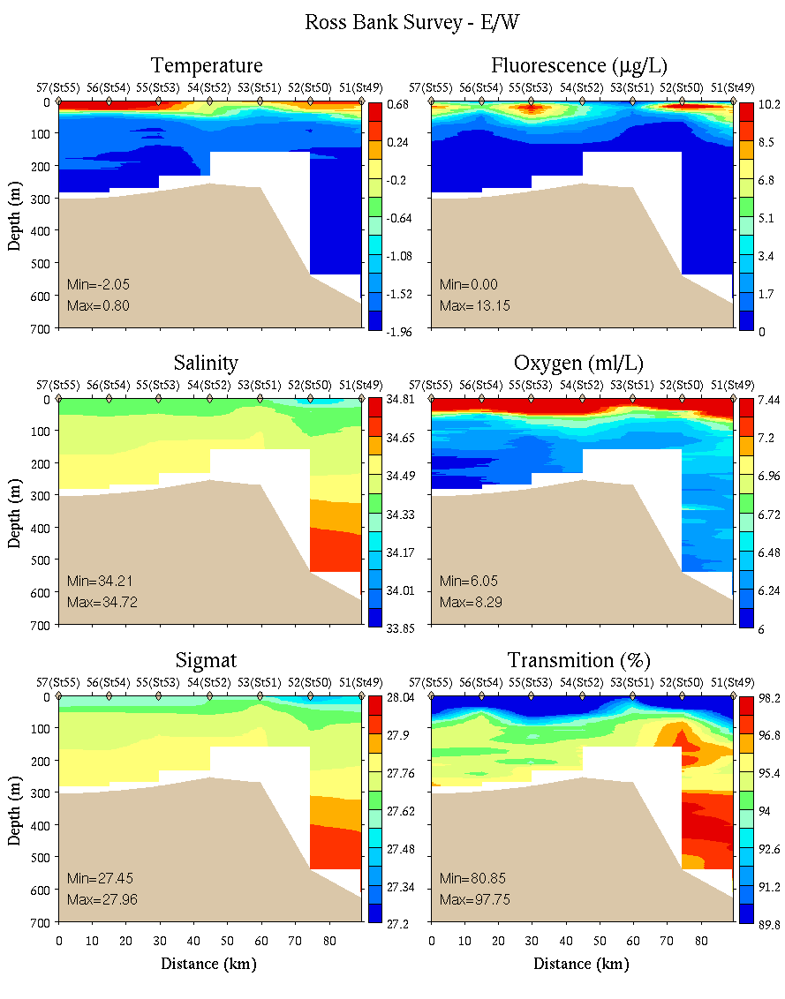 Ross Bank Survey - E/W
Temperature
57(St55) 56(St54) 55(St53) 54(St52) 53(St51) 52(St50) 51(St49)
0
100
200
300
400
500
600
700
Depth (m)
Min=-2.05
Max=0.80
0.68
0.24
-0.2
-0.64
-1.08
-1.52
-1.96
Fluorescence (µg/L)
57(St55) 56(St54) 55(St53) 54(St52) 53(St51) 52(St50) 51(St49)
Min=0.00
Max=13.15
10.2
8.5
6.8
5.1
3.4
1.7
0
Salinity
57(St55) 56(St54) 55(St53) 54(St52) 53(St51) 52(St50) 51(St49)
0
100
200
300
400
500
600
700
Depth (m)
Min=34.21
Max=34.72
34.81
34.65
34.49
34.33
34.17
34.01
33.85
Oxygen (ml/L)
57(St55) 56(St54) 55(St53) 54(St52) 53(St51) 52(St50) 51(St49)
Min=6.05
Max=8.29
7.44
7.2
6.96
6.72
6.48
6.24
6
Sigmat
57(St55) 56(St54) 55(St53) 54(St52) 53(St51) 52(St50) 51(St49)
0
100
200
300
400
500
600
700
Depth (m)
Min=27.45
Max=27.96
28.04
27.9
27.76
27.62
27.48
27.34
27.2
0 10 20 30 40 50 60 70 80
Distance (km)
Transmition (%)
57(St55) 56(St54) 55(St53) 54(St52) 53(St51) 52(St50) 51(St49)
Min=80.85
Max=97.75
98.2
96.8
95.4
94
92.6
91.2
89.8
0 10 20 30 40 50 60 70 80
Distance (km)